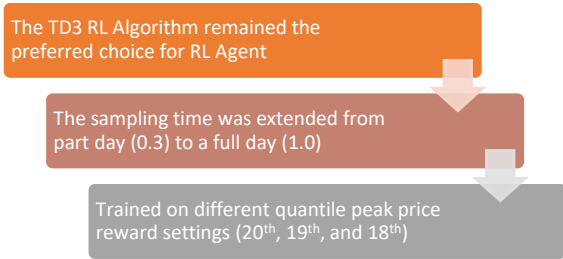 The TD3 RL Algorithm remained the
preferred choice for RL Agent
The sampling time was extended from
part day (0.3) to a full day (1.0)
Trained on different quantile peak price
reward settings (20th, 19th, and 18th)